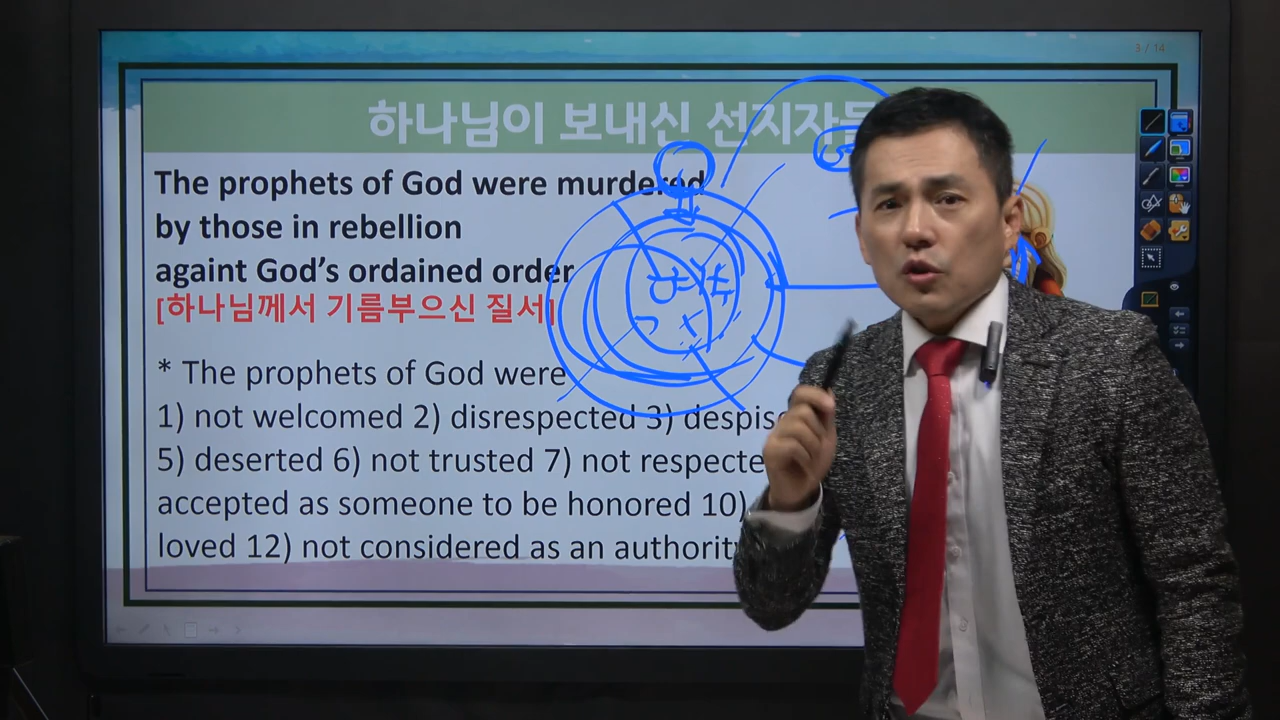 3 / 14
하나님이 보내신 선지자들
The prophets of God were murdered
by those in rebellion
againt God's ordained order
[하나님께서 기름부으신 질서]
* The prophets of God were
1) not welcomed 2) disrespected 3) despis
5) deserted 6) not trusted 7) not respecte
accepted as someone to be honored 10)
loved 12) not considered as an authorit